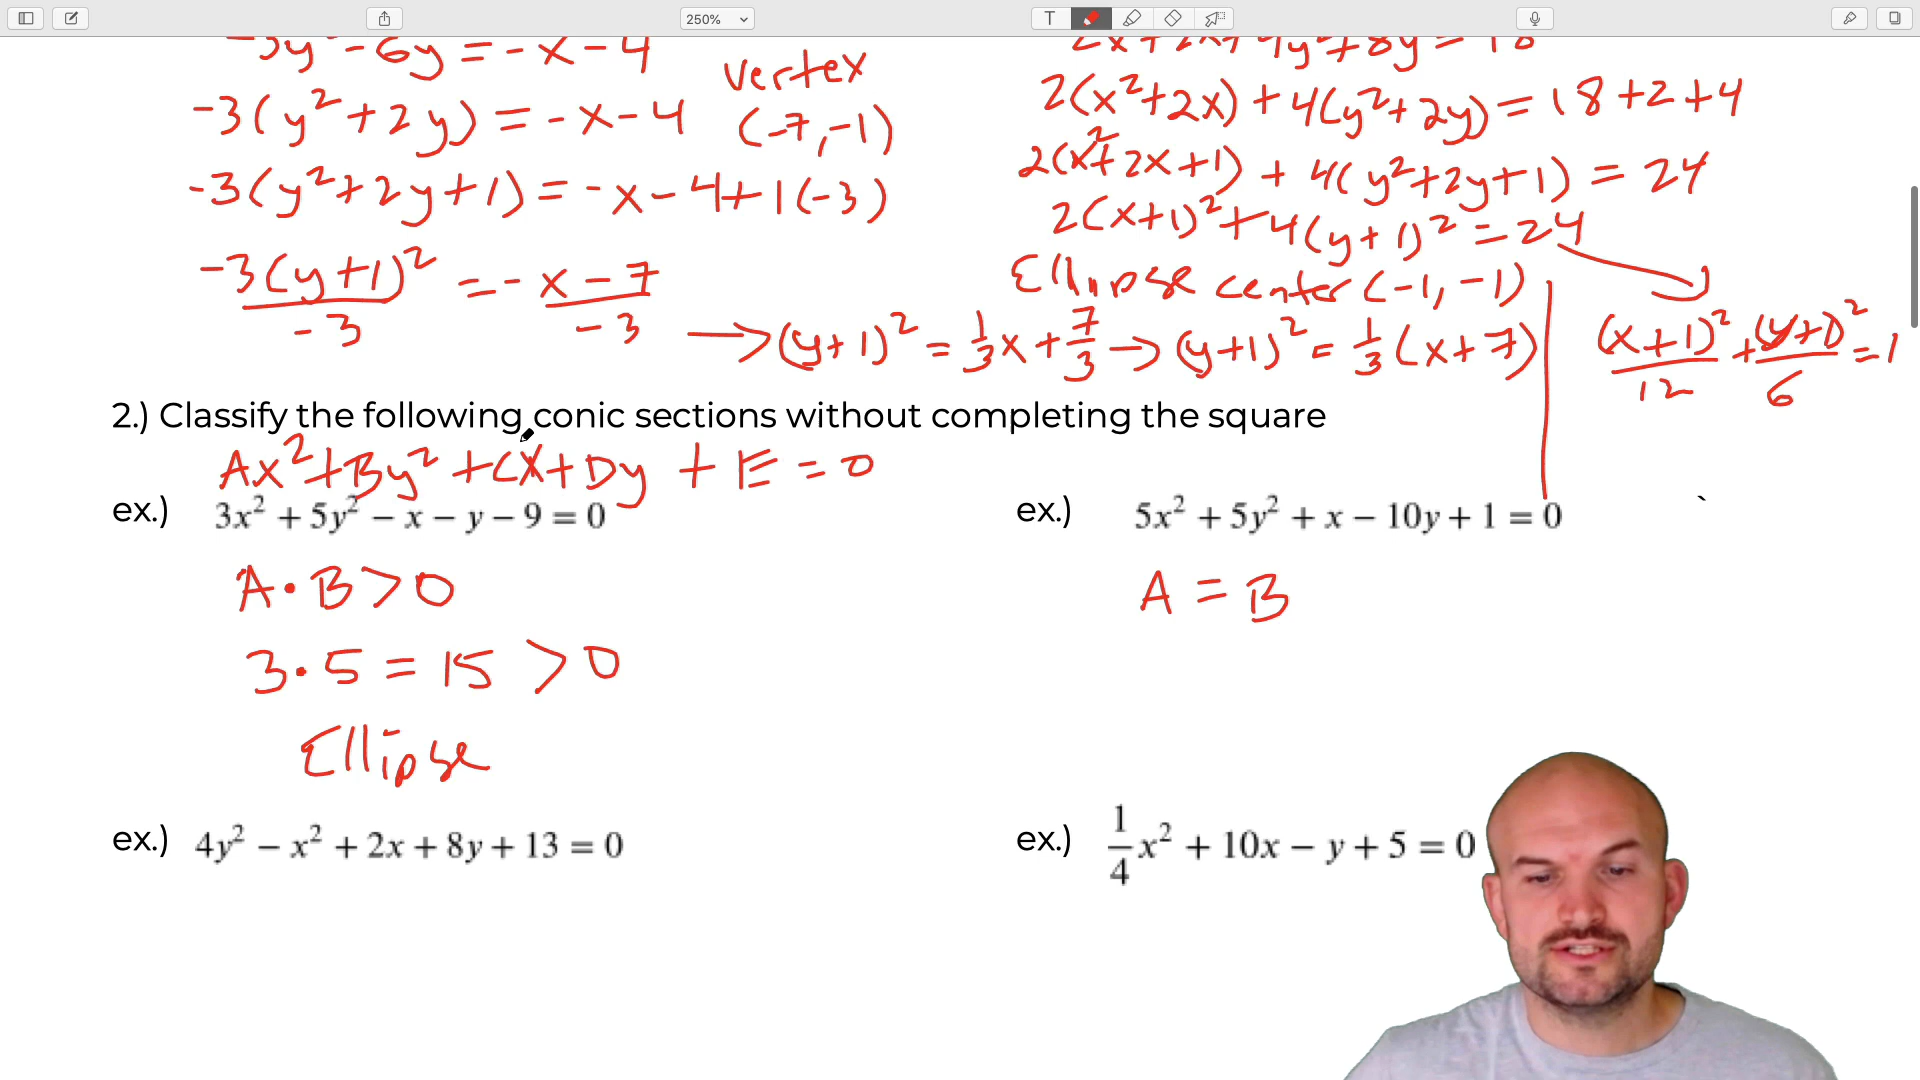 250%
T
-3y² - 6y = -x - 4
-3(y² + 2y) = -x - 4
-3(y² + 2y + 1) = -x - 4 + 1(-3)
-3(y+1)²/-3 = -x - 7/-3 → (y+1)² = 1/3 x + 7/3 → (y+1)² = 1/3 (x+7)
vertex
(-7, -1)
2(x² + 2x) + 4(y² + 2y) = 18 + 2 + 4
2(x² + 2x + 1) + 4(y² + 2y + 1) = 24
2(x+1)² + 4(y+1)² = 24
Ellipse center (-1, -1)
(x+1)²/12 + (y+1)²/6 = 1
2.) Classify the following conic sections without completing the square
Ax² + By² + Cx + Dy + E = 0
ex.) 3x² + 5y² − x − y − 9 = 0
A · B > 0
3 · 5 = 15 > 0
Ellipse
ex.) 5x² + 5y² + x − 10y + 1 = 0
A = B
ex.) 4y² − x² + 2x + 8y + 13 = 0
ex.) 1/4 x² + 10x − y + 5 = 0